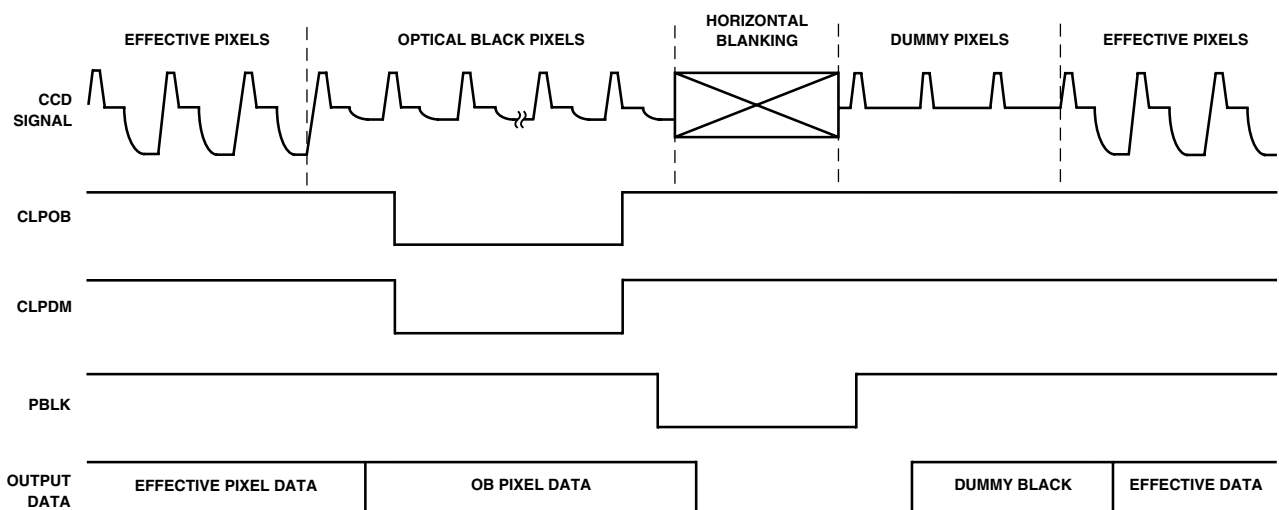 EFFECTIVE PIXELS
OPTICAL BLACK PIXELS
HORIZONTAL
BLANKING
DUMMY PIXELS
EFFECTIVE PIXELS
CCD
SIGNAL
CLPOB
CLPDM
PBLK
OUTPUT
DATA
EFFECTIVE PIXEL DATA
OB PIXEL DATA
DUMMY BLACK
EFFECTIVE DATA